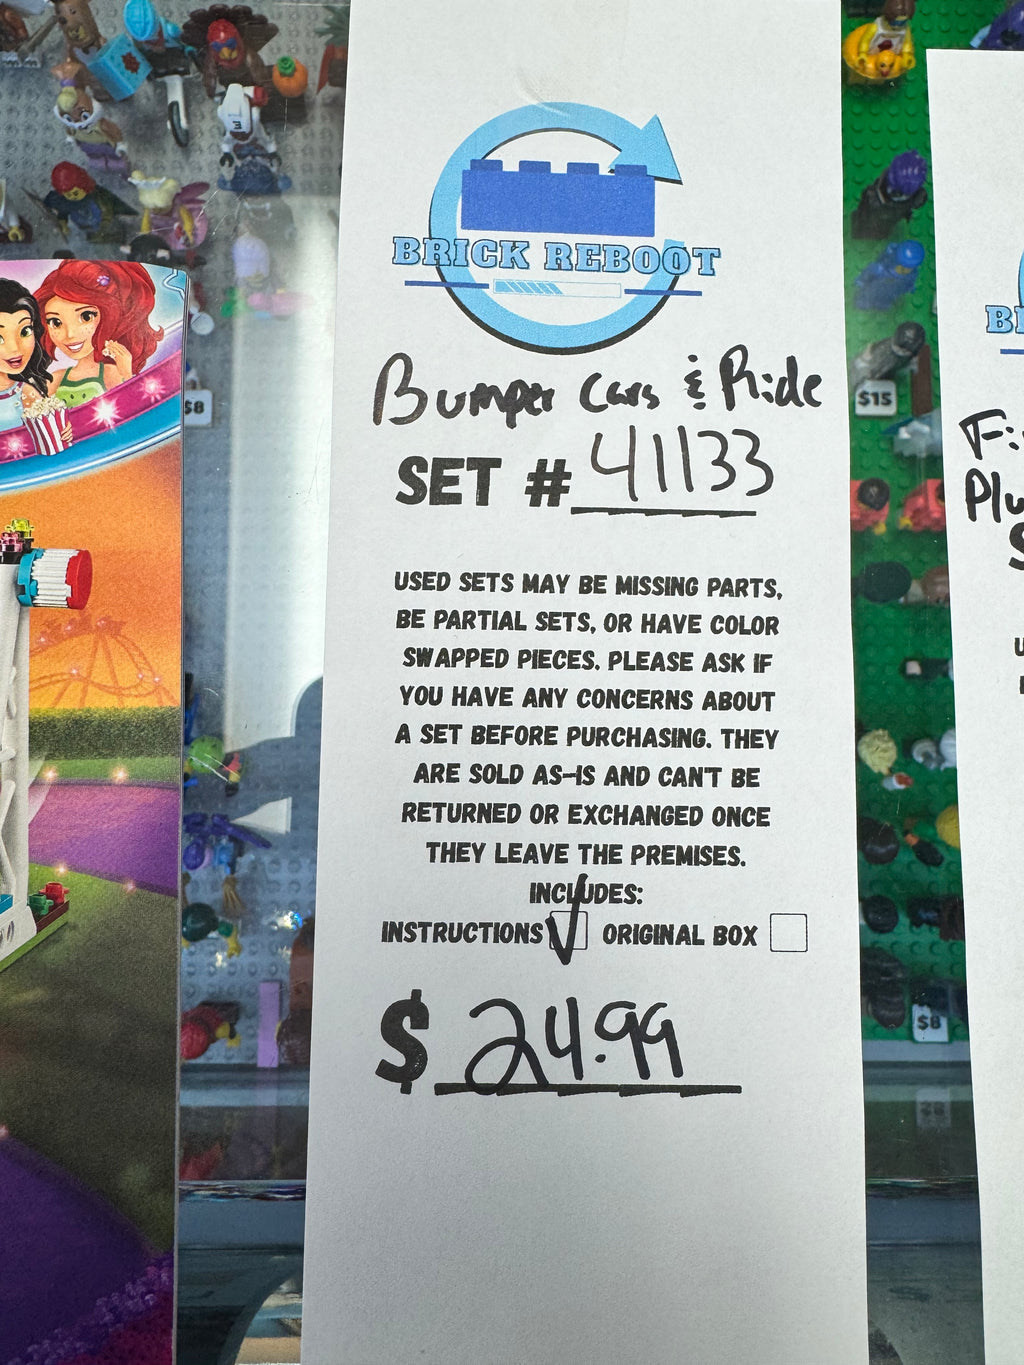 BRICK REBOOT
Bumper Cars & Ride
SET # 41133
USED SETS MAY BE MISSING PARTS,
BE PARTIAL SETS, OR HAVE COLOR
SWAPPED PIECES. PLEASE ASK IF
YOU HAVE ANY CONCERNS ABOUT
A SET BEFORE PURCHASING. THEY
ARE SOLD AS-IS AND CAN'T BE
RETURNED OR EXCHANGED ONCE
THEY LEAVE THE PREMISES.
INCLUDES:
INSTRUCTIONS ORIGINAL BOX
$ 24.99
$8
$15
$8